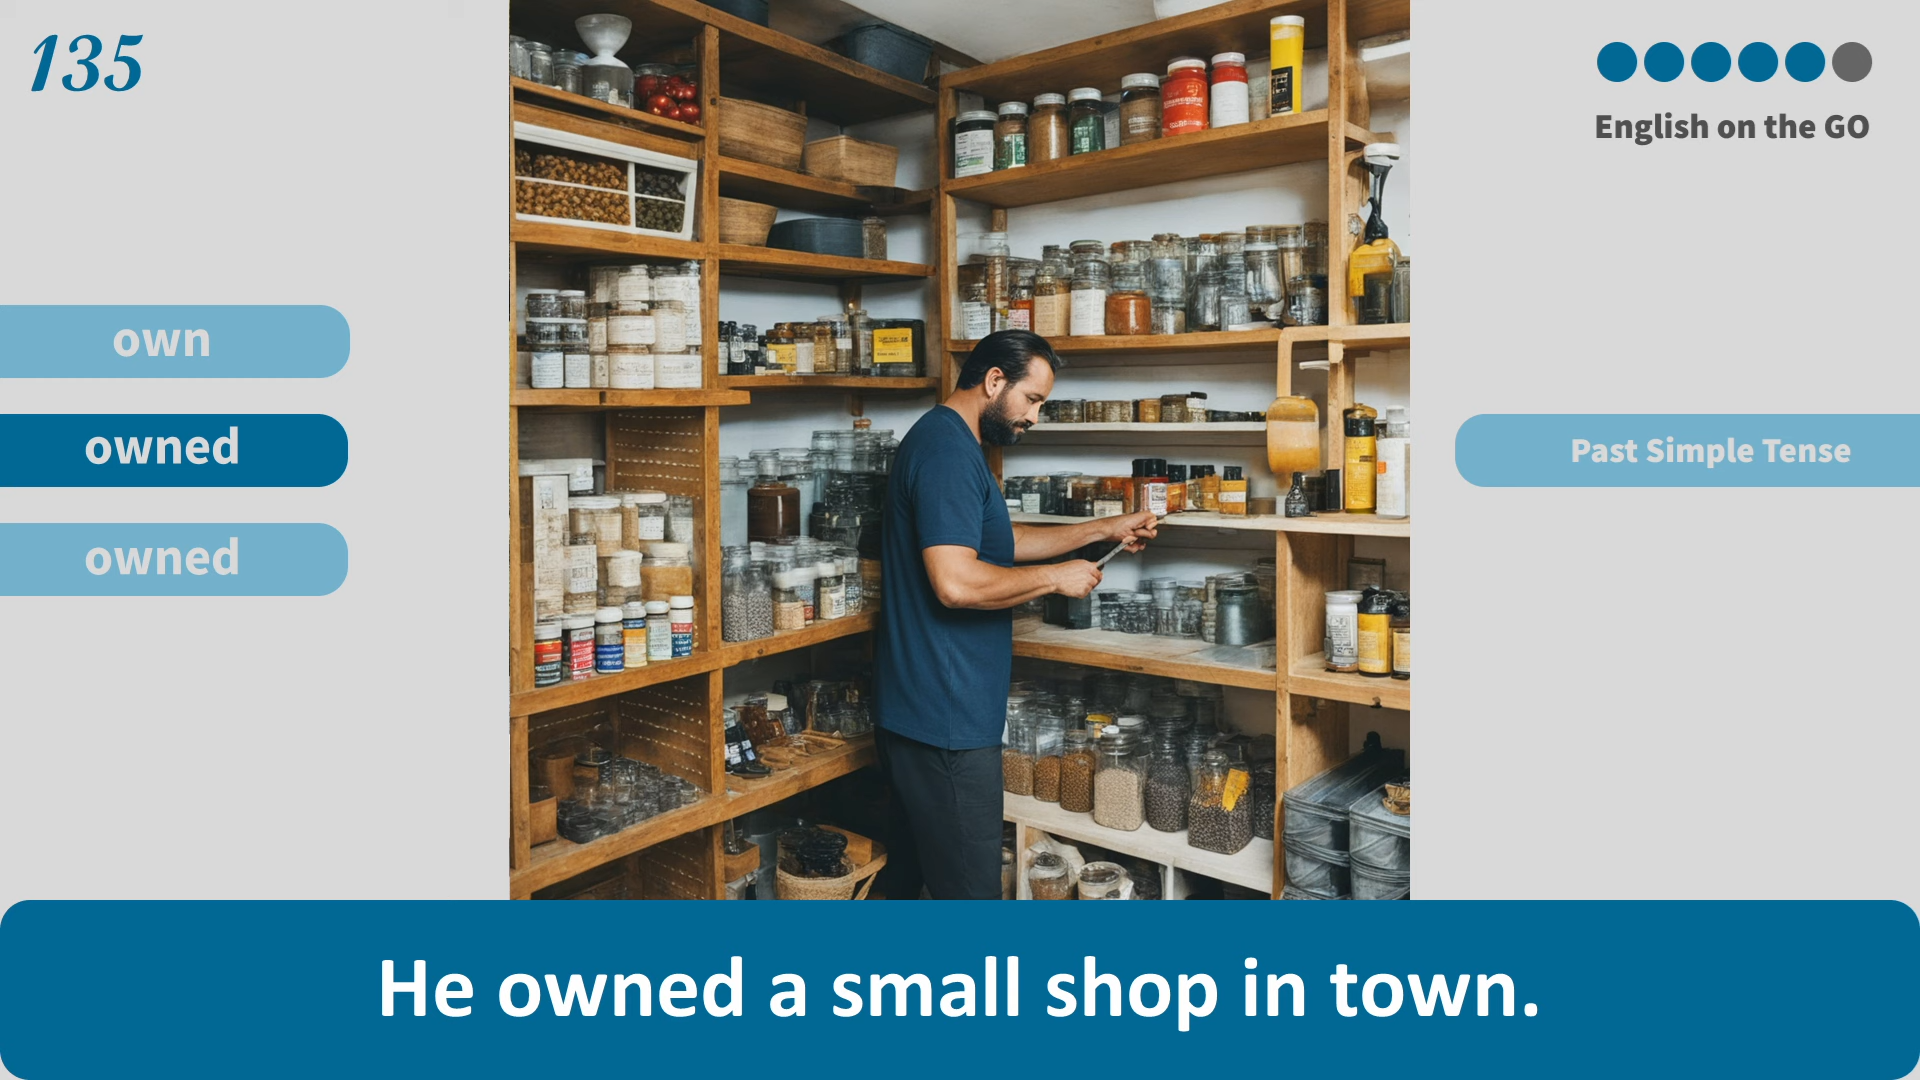 135
English on the GO
own
owned
owned
Past Simple Tense
He owned a small shop in town.